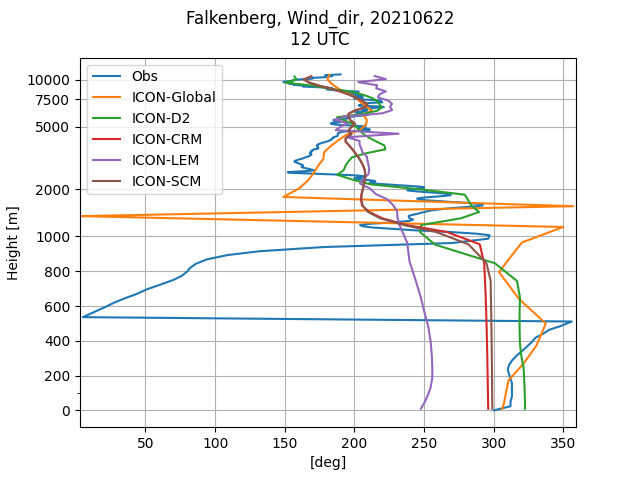 Falkenberg, Wind_dir, 20210622
12 UTC
Obs
ICON-Global
ICON-D2
ICON-CRM
ICON-LEM
ICON-SCM
Height [m]
10000
7500
5000
2000
1000
800
600
400
200
0
50 100 150 200 250 300 350
[deg]